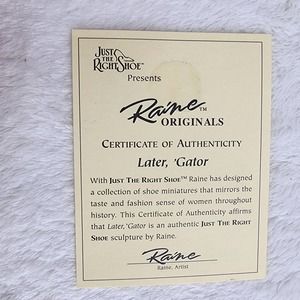 JUST
THE
RIGHT SHOE™
Presents
Raine™
ORIGINALS
CERTIFICATE OF AUTHENTICITY
Later, ‘Gator
With JUST THE RIGHT SHOE™ Raine has designed
a collection of shoe miniatures that mirrors the
taste and fashion sense of women throughout
history. This Certificate of Authenticity affirms
that Later, ‘Gator is an authentic JUST THE RIGHT
SHOE sculpture by Raine.
Raine
Raine, Artist